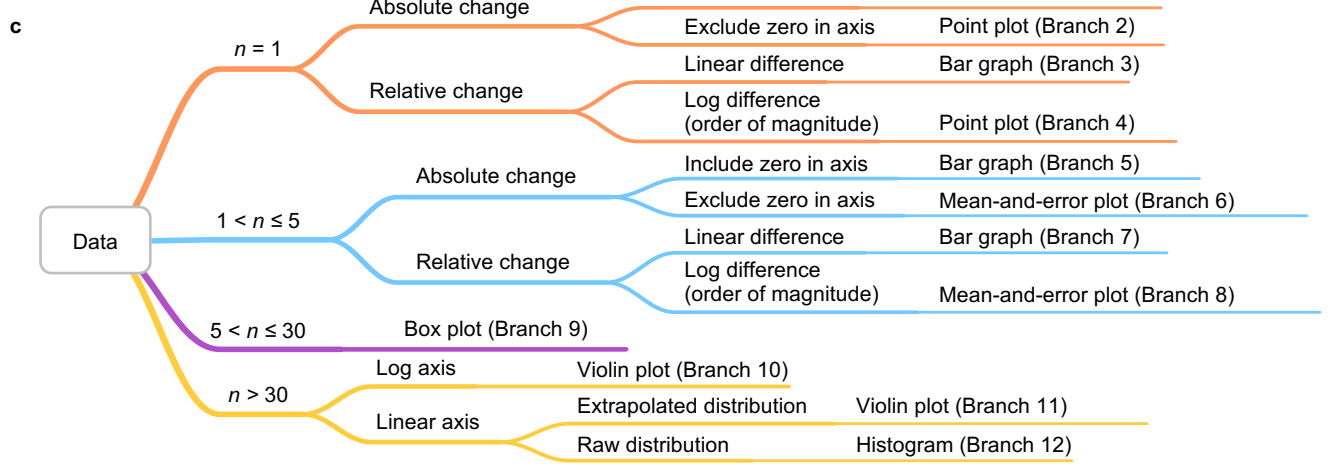 c
Absolute change
n = 1
Exclude zero in axis
Point plot (Branch 2)
Relative change
Linear difference
Bar graph (Branch 3)
Log difference
(order of magnitude)
Point plot (Branch 4)
Data
1 < n ≤ 5
Absolute change
Include zero in axis
Bar graph (Branch 5)
Exclude zero in axis
Mean-and-error plot (Branch 6)
Relative change
Linear difference
Bar graph (Branch 7)
Log difference
(order of magnitude)
Mean-and-error plot (Branch 8)
5 < n ≤ 30
Box plot (Branch 9)
n > 30
Log axis
Violin plot (Branch 10)
Linear axis
Extrapolated distribution
Violin plot (Branch 11)
Raw distribution
Histogram (Branch 12)